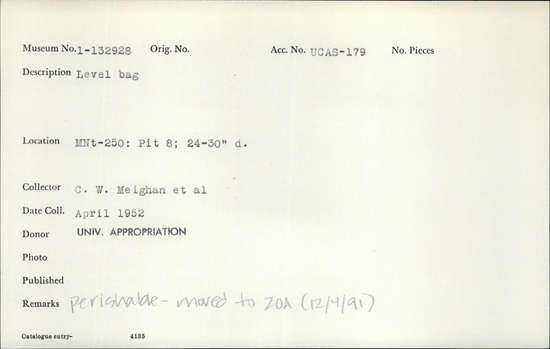 Museum No. 1-132928 Orig. No. Acc. No. UCAS-179 No. Pieces
Description Level bag
Location MNt-250: Pit 8; 24-30" d.
Collector C. W. Meighan et al
Date Coll. April 1952
Donor UNIV. APPROPRIATION
Photo
Published
Remarks perishable - moved to 20A (12/4/91)
Catalogue entry- 4135